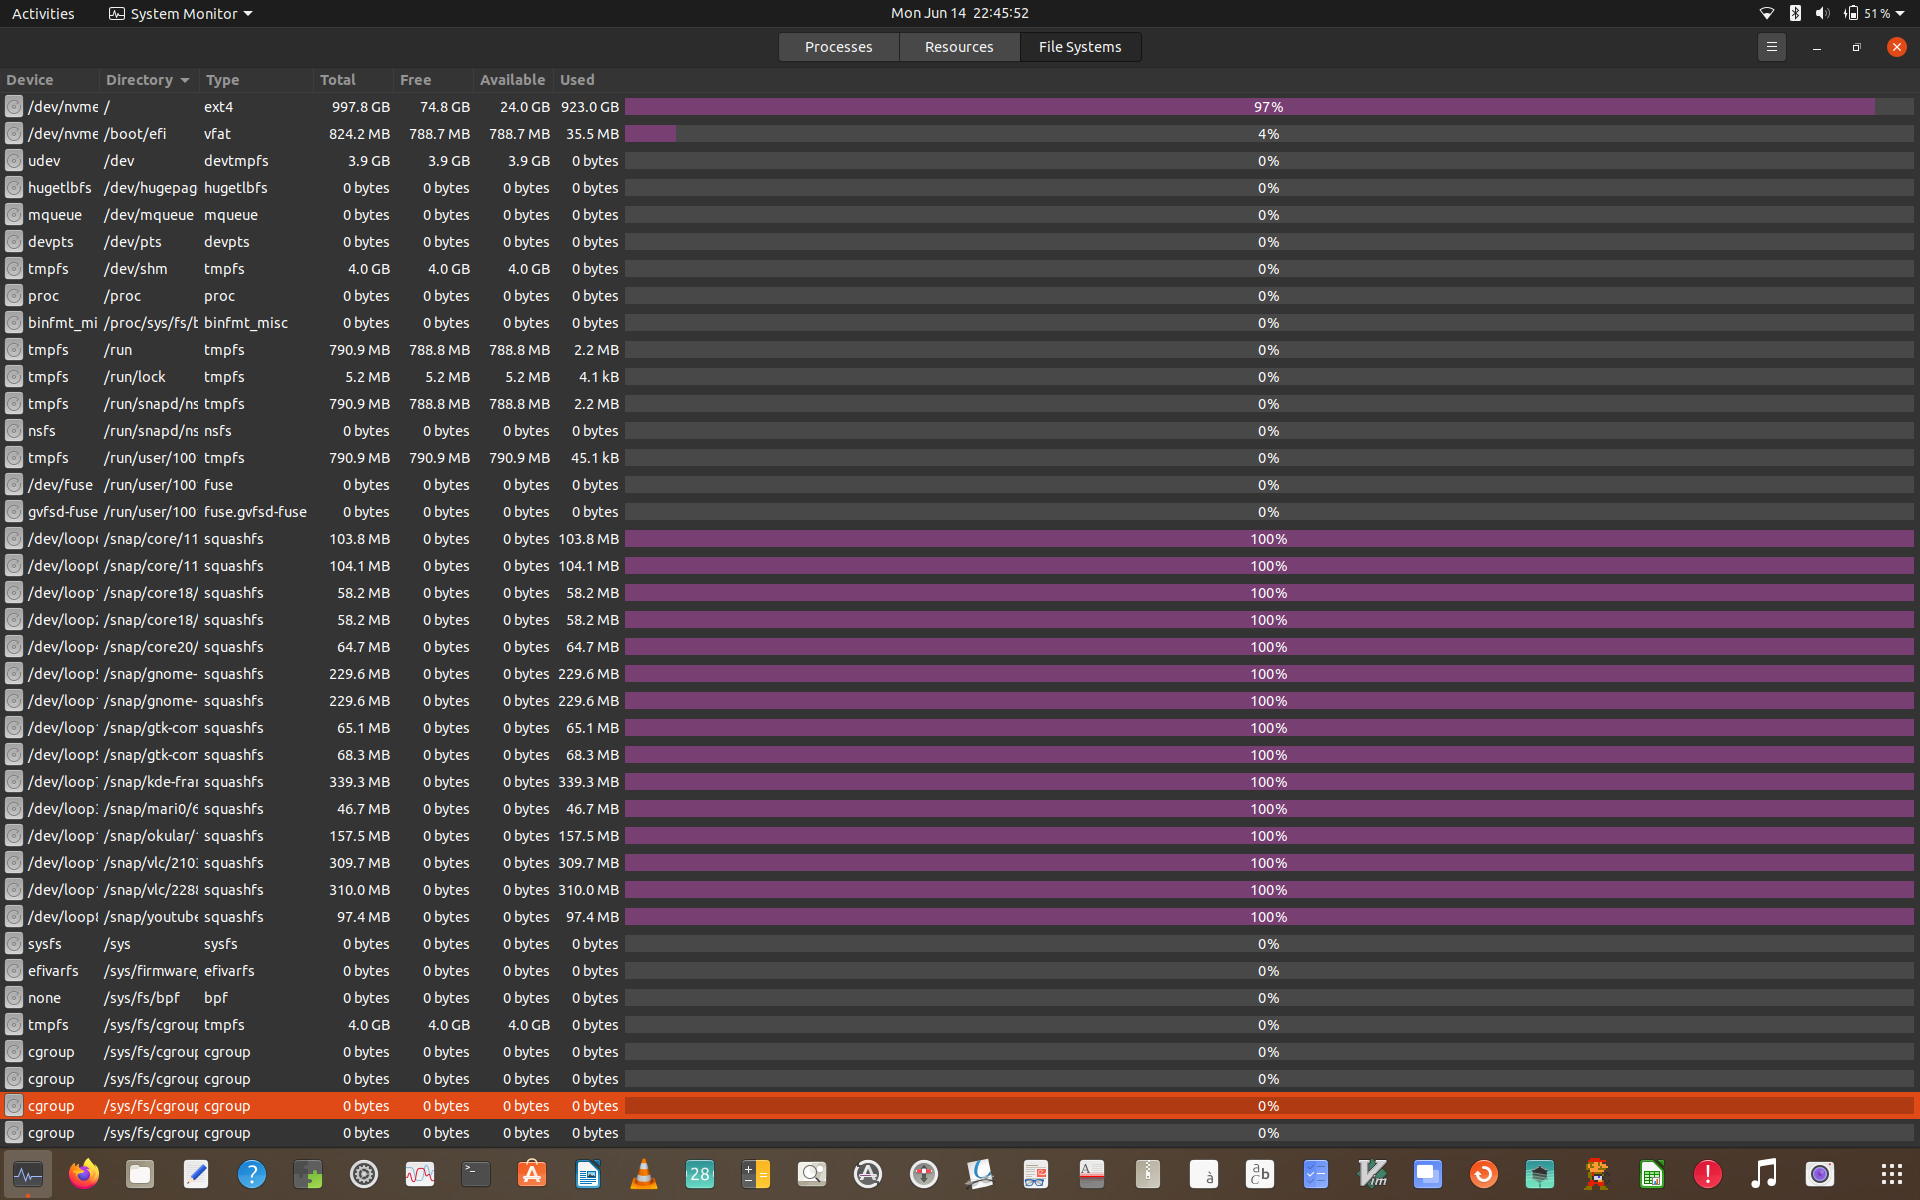 Activities System Monitor Mon Jun 14 22:45:52 51 %
Processes Resources File Systems
Device Directory Type Total Free Available Used
/dev/nvme / ext4 997.8 GB 74.8 GB 24.0 GB 923.0 GB 97%
/dev/nvme /boot/efi vfat 824.2 MB 788.7 MB 788.7 MB 35.5 MB 4%
udev /dev devtmpfs 3.9 GB 3.9 GB 3.9 GB 0 bytes 0%
hugetlbfs /dev/hugepag hugetlbfs 0 bytes 0 bytes 0 bytes 0 bytes 0%
mqueue /dev/mqueue mqueue 0 bytes 0 bytes 0 bytes 0 bytes 0%
devpts /dev/pts devpts 0 bytes 0 bytes 0 bytes 0 bytes 0%
tmpfs /dev/shm tmpfs 4.0 GB 4.0 GB 4.0 GB 0 bytes 0%
proc /proc proc 0 bytes 0 bytes 0 bytes 0 bytes 0%
binfmt_mi /proc/sys/fs/b binfmt_misc 0 bytes 0 bytes 0 bytes 0 bytes 0%
tmpfs /run tmpfs 790.9 MB 788.8 MB 788.8 MB 2.2 MB 0%
tmpfs /run/lock tmpfs 5.2 MB 5.2 MB 5.2 MB 4.1 kB 0%
tmpfs /run/snapd/ns tmpfs 790.9 MB 788.8 MB 788.8 MB 2.2 MB 0%
nsfs /run/snapd/ns nsfs 0 bytes 0 bytes 0 bytes 0 bytes 0%
tmpfs /run/user/100 tmpfs 790.9 MB 790.9 MB 790.9 MB 45.1 kB 0%
/dev/fuse /run/user/100 fuse 0 bytes 0 bytes 0 bytes 0 bytes 0%
gvfsd-fuse /run/user/100 fuse.gvfsd-fuse 0 bytes 0 bytes 0 bytes 0 bytes 0%
/dev/loop /snap/core/11 squashfs 103.8 MB 0 bytes 0 bytes 103.8 MB 100%
/dev/loop /snap/core/11 squashfs 104.1 MB 0 bytes 0 bytes 104.1 MB 100%
/dev/loop /snap/core18/ squashfs 58.2 MB 0 bytes 0 bytes 58.2 MB 100%
/dev/loop /snap/core18/ squashfs 58.2 MB 0 bytes 0 bytes 58.2 MB 100%
/dev/loop /snap/core20/ squashfs 64.7 MB 0 bytes 0 bytes 64.7 MB 100%
/dev/loop /snap/gnome- squashfs 229.6 MB 0 bytes 0 bytes 229.6 MB 100%
/dev/loop /snap/gnome- squashfs 229.6 MB 0 bytes 0 bytes 229.6 MB 100%
/dev/loop /snap/gtk-com squashfs 65.1 MB 0 bytes 0 bytes 65.1 MB 100%
/dev/loop /snap/gtk-com squashfs 68.3 MB 0 bytes 0 bytes 68.3 MB 100%
/dev/loop /snap/kde-fra squashfs 339.3 MB 0 bytes 0 bytes 339.3 MB 100%
/dev/loop /snap/mari0/6 squashfs 46.7 MB 0 bytes 0 bytes 46.7 MB 100%
/dev/loop /snap/okular/ squashfs 157.5 MB 0 bytes 0 bytes 157.5 MB 100%
/dev/loop /snap/vlc/210 squashfs 309.7 MB 0 bytes 0 bytes 309.7 MB 100%
/dev/loop /snap/vlc/228 squashfs 310.0 MB 0 bytes 0 bytes 310.0 MB 100%
/dev/loop /snap/youtube squashfs 97.4 MB 0 bytes 0 bytes 97.4 MB 100%
sysfs /sys sysfs 0 bytes 0 bytes 0 bytes 0 bytes 0%
efivarfs /sys/firmware/ efivarfs 0 bytes 0 bytes 0 bytes 0 bytes 0%
none /sys/fs/bpf bpf 0 bytes 0 bytes 0 bytes 0 bytes 0%
tmpfs /sys/fs/cgroup tmpfs 4.0 GB 4.0 GB 4.0 GB 0 bytes 0%
cgroup /sys/fs/cgroup cgroup 0 bytes 0 bytes 0 bytes 0 bytes 0%
cgroup /sys/fs/cgroup cgroup 0 bytes 0 bytes 0 bytes 0 bytes 0%
cgroup /sys/fs/cgroup cgroup 0 bytes 0 bytes 0 bytes 0 bytes 0%
cgroup /sys/fs/cgroup cgroup 0 bytes 0 bytes 0 bytes 0 bytes 0%
28 à Vim